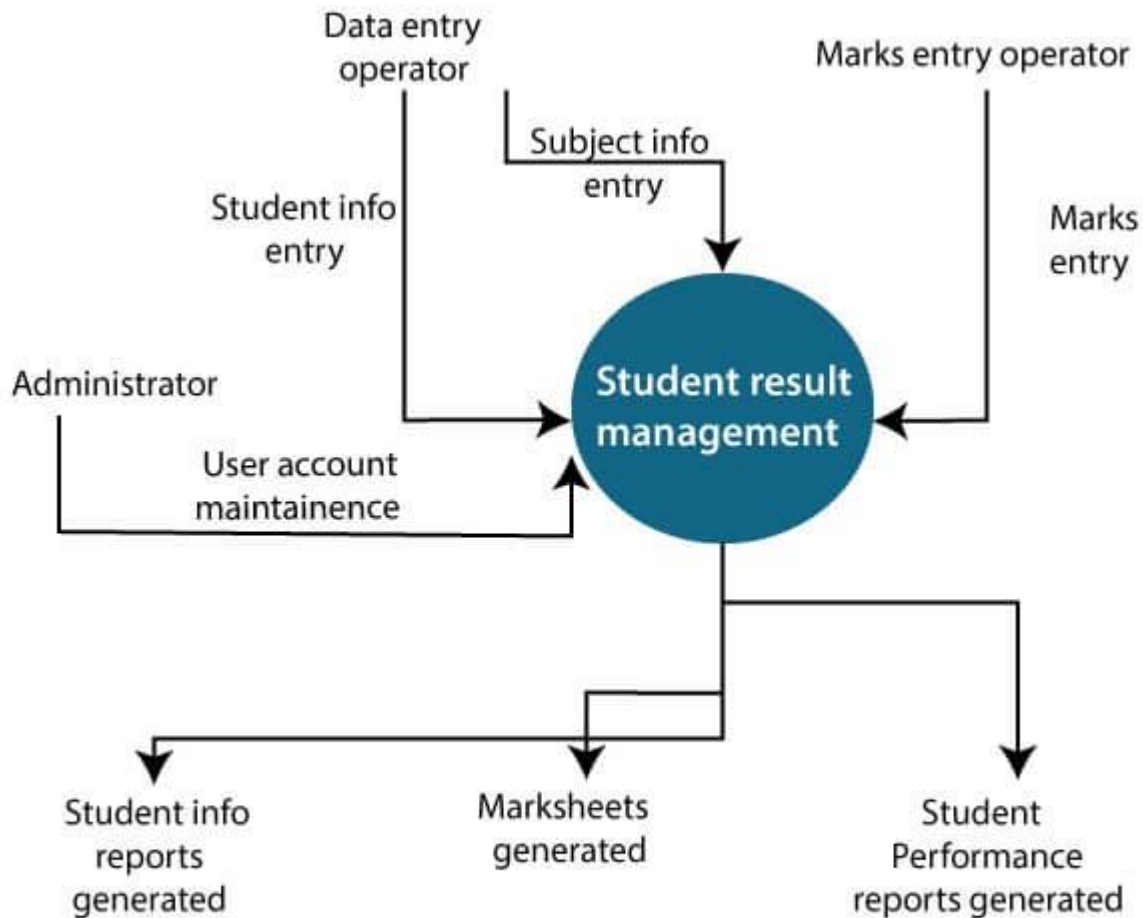 Data entry
operator
Marks entry operator
Subject info
entry
Student info
entry
Marks
entry
Administrator
Student result
management
User account
maintainence
Student info
reports
generated
Marksheets
generated
Student
Performance
reports generated